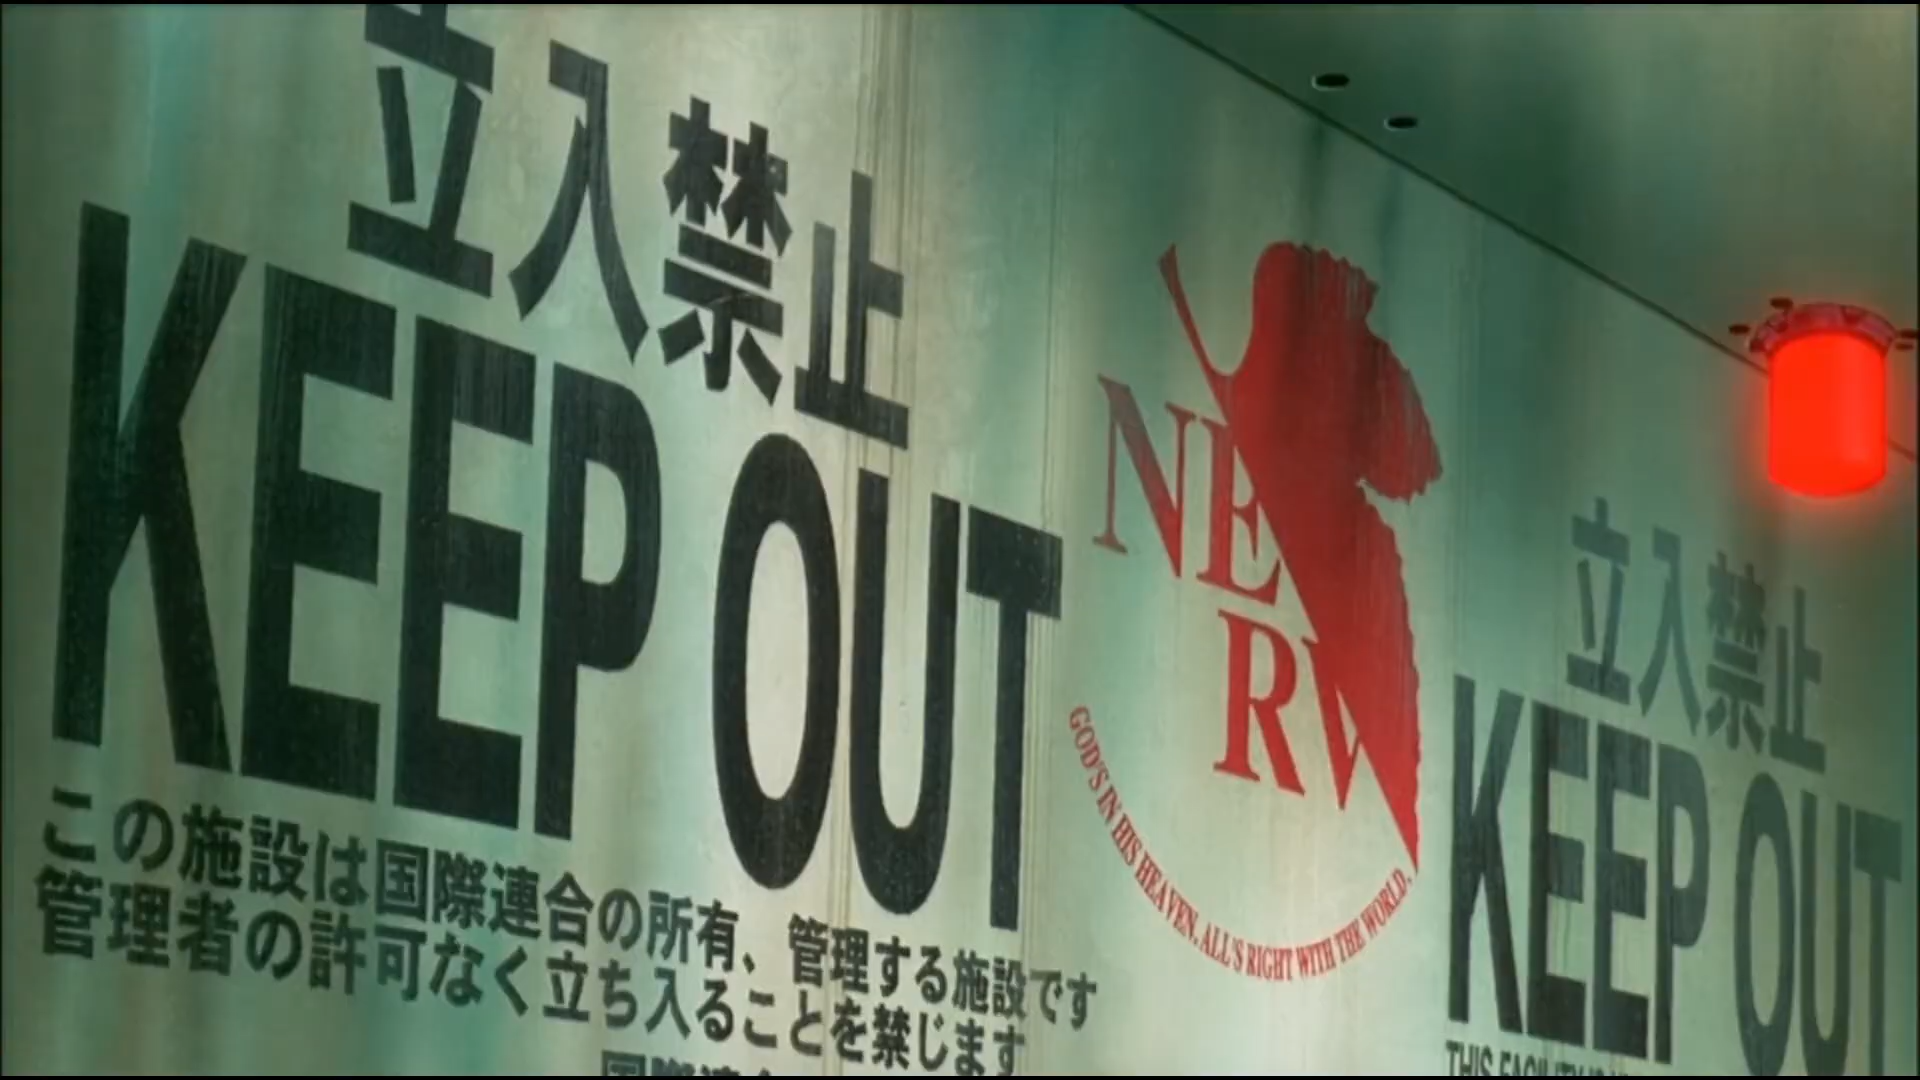 立入禁止
KEEP OUT
この施設は国際連合の所有、管理する施設です
管理者の許可なく立ち入ることを禁じます
NERV
GOD'S IN HIS HEAVEN, ALL'S RIGHT WITH THE WORLD.
立入禁止
KEEP OUT
THIS FACILITY